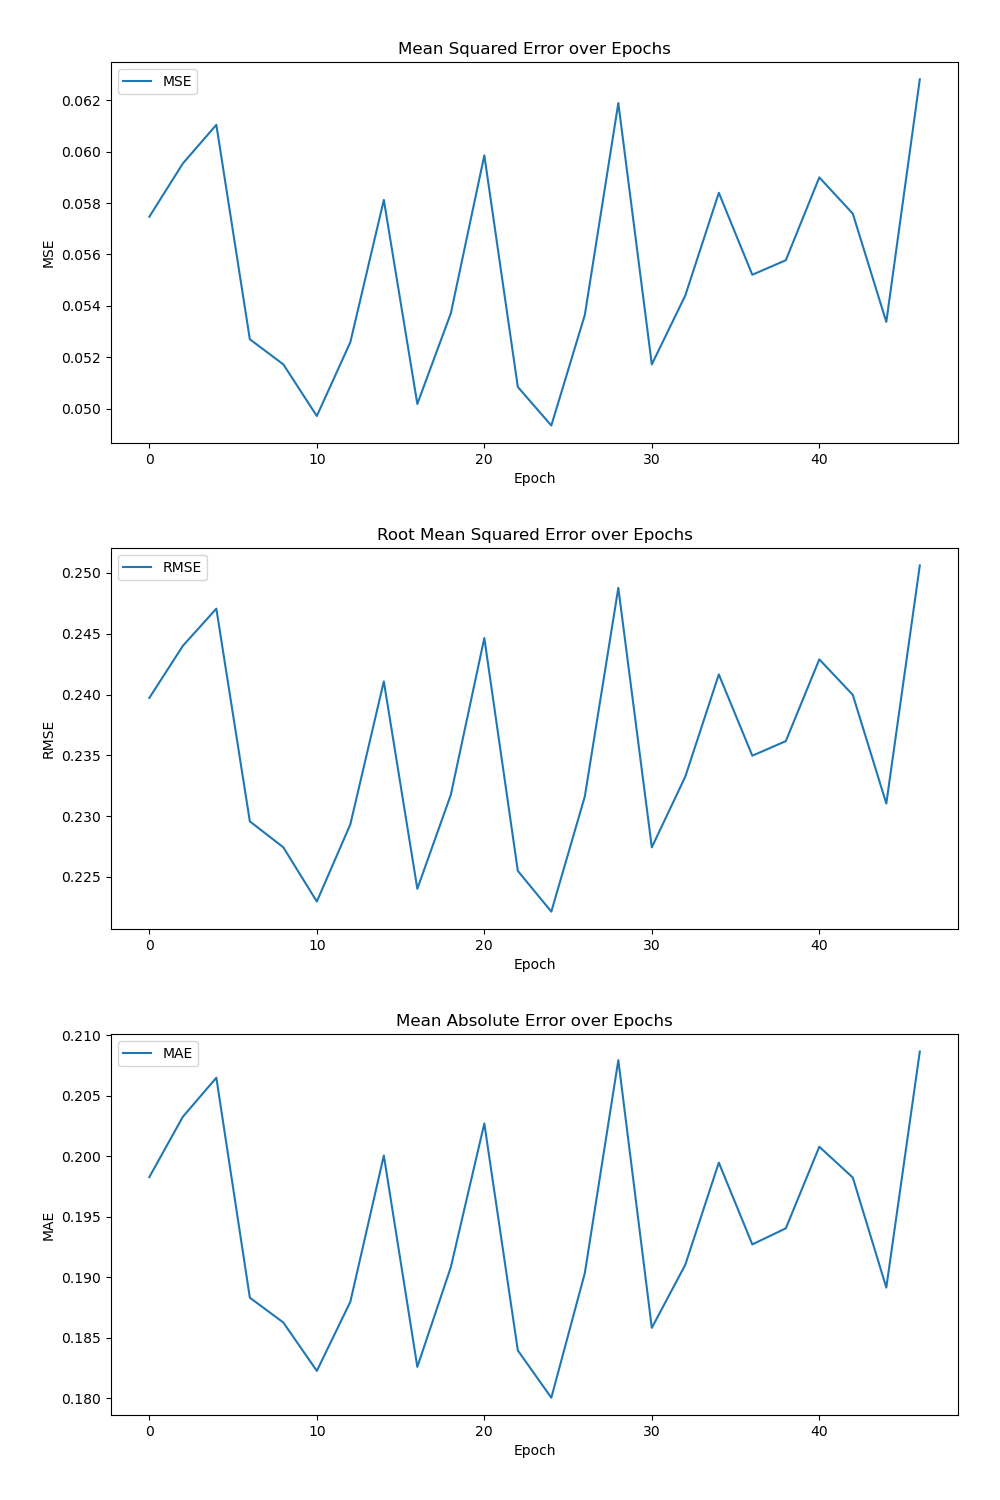 Mean Squared Error over Epochs
MSE
0.062
0.060
0.058
0.056
0.054
0.052
0.050
MSE
0 10 20 30 40
Epoch
Root Mean Squared Error over Epochs
RMSE
0.250
0.245
0.240
0.235
0.230
0.225
RMSE
0 10 20 30 40
Epoch
Mean Absolute Error over Epochs
MAE
0.210
0.205
0.200
0.195
0.190
0.185
0.180
MAE
0 10 20 30 40
Epoch